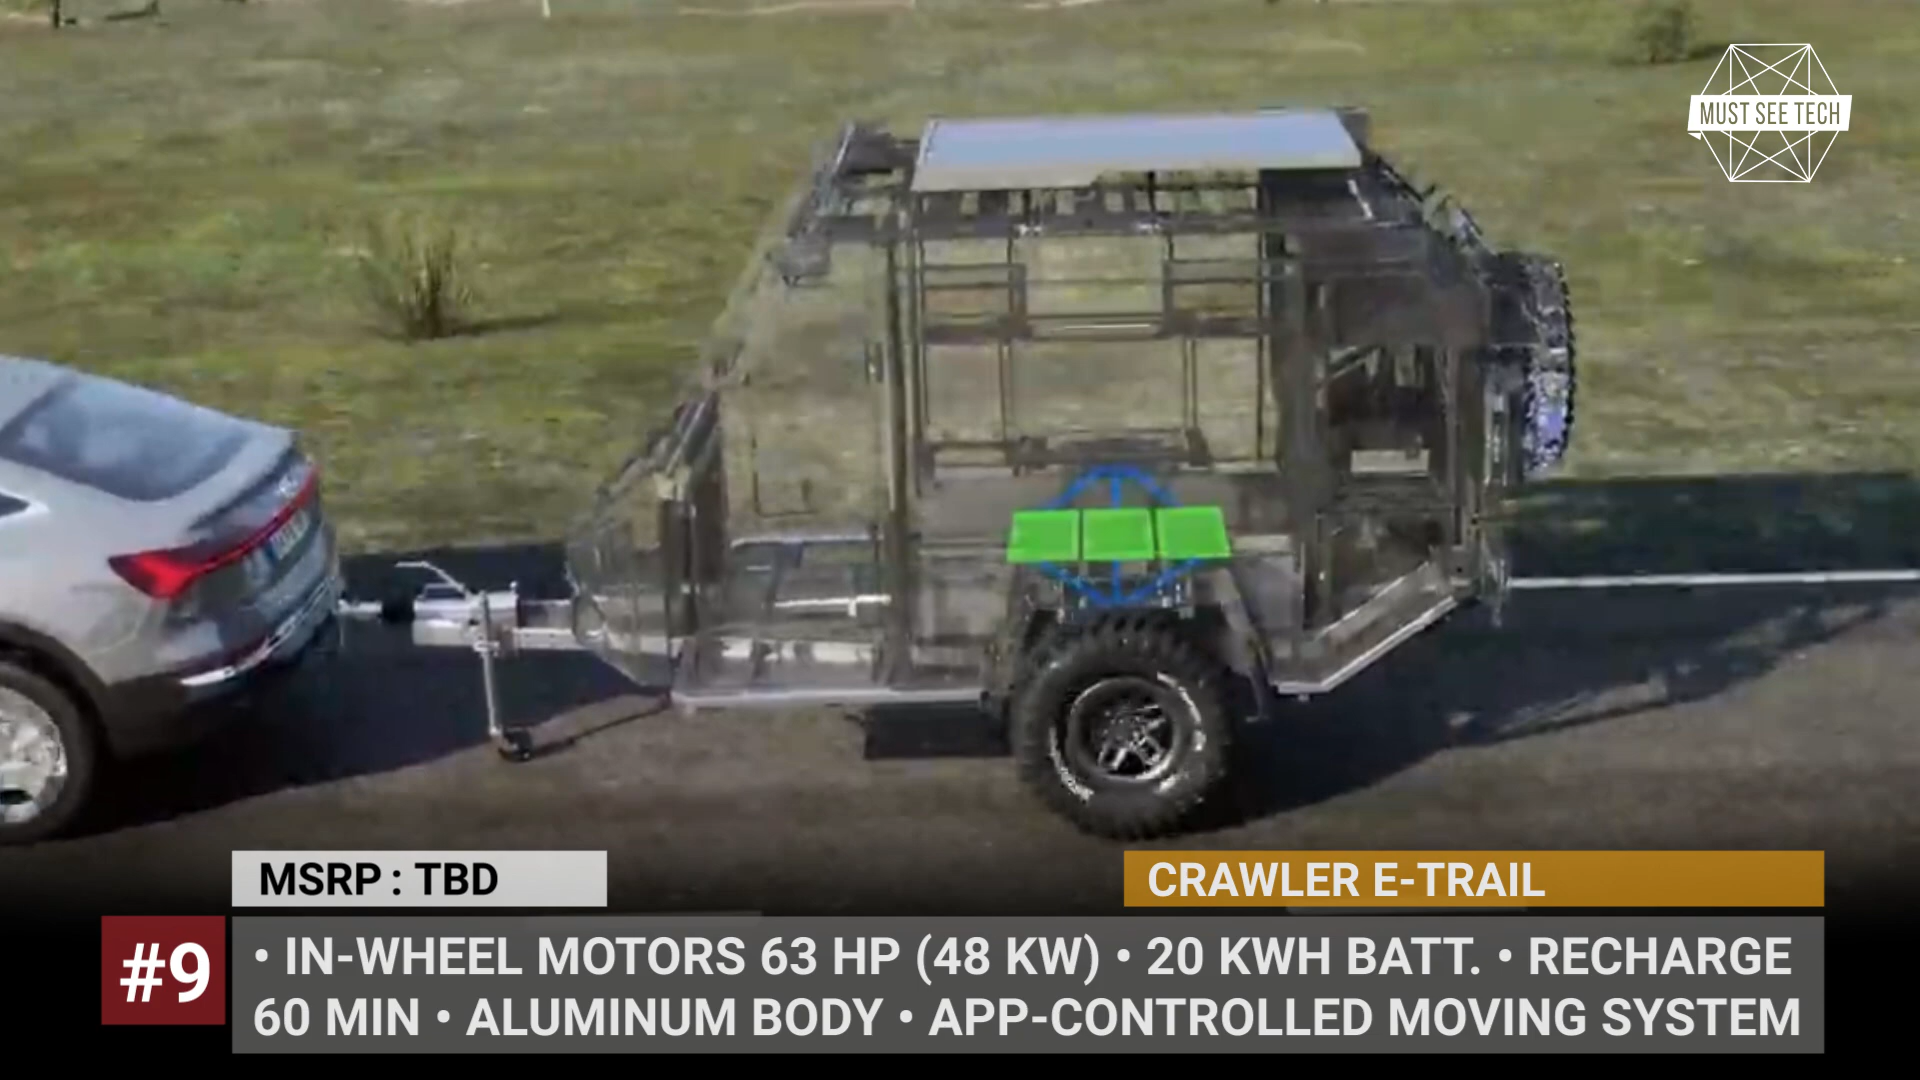 MUST SEE TECH
MSRP : TBD
CRAWLER E-TRAIL
#9
• IN-WHEEL MOTORS 63 HP (48 KW) • 20 KWH BATT. • RECHARGE
60 MIN • ALUMINUM BODY • APP-CONTROLLED MOVING SYSTEM